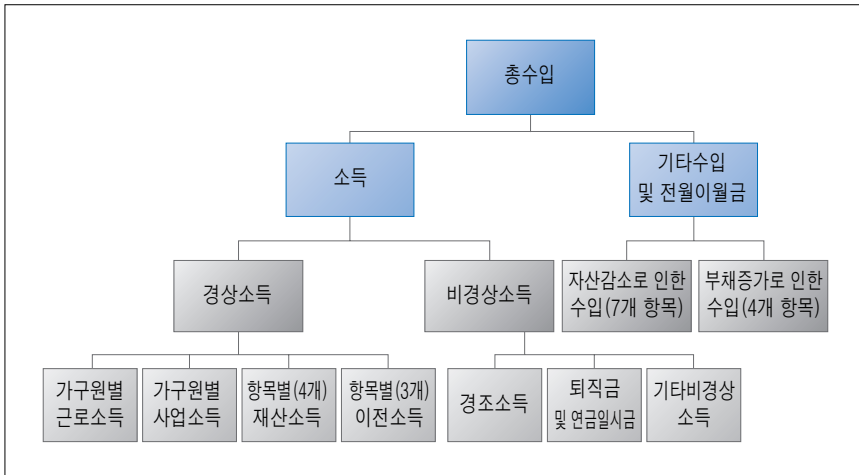 총수입
소득
기타수입
및 전월이월금
경상소득
비경상소득
자산감소로 인한
수입(7개 항목)
부채증가로 인한
수입(4개 항목)
가구원별
근로소득
가구원별
사업소득
항목별(4개)
재산소득
항목별(3개)
이전소득
경조소득
퇴직금
및 연금일시금
기타비경상
소득